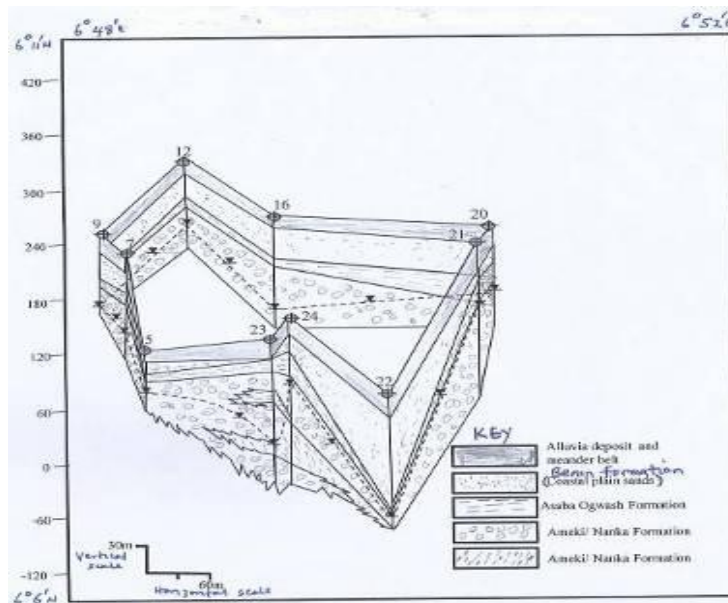 6°11'N 6°48'E 6°52'E
420
360
300
240
180
120
60
0
-60
-120
6°6'N
12
9
7
16
20
21
5
23
24
22
KEY
Alluvia deposit and
meander belt
Benin formation
(Coastal plain sands)
Asaba Ogwash Formation
Ameki/ Nanka Formation
Ameki/ Nanka Formation
30m
Vertical
scale
60m
Horizontal scale